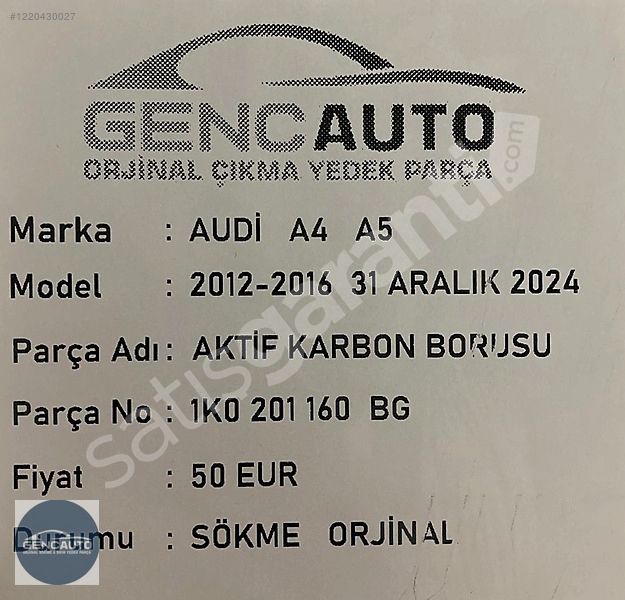 #1220430027
GENCAUTO
ORJİNAL ÇIKMA YEDEK PARÇA
satışgaranti.com
Marka : AUDİ A4 A5
Model : 2012-2016 31 ARALIK 2024
Parça Adı : AKTİF KARBON BORUSU
Parça No : 1K0 201 160 BG
Fiyat : 50 EUR
Durumu : SÖKME ORJİNAL
GENCAUTO